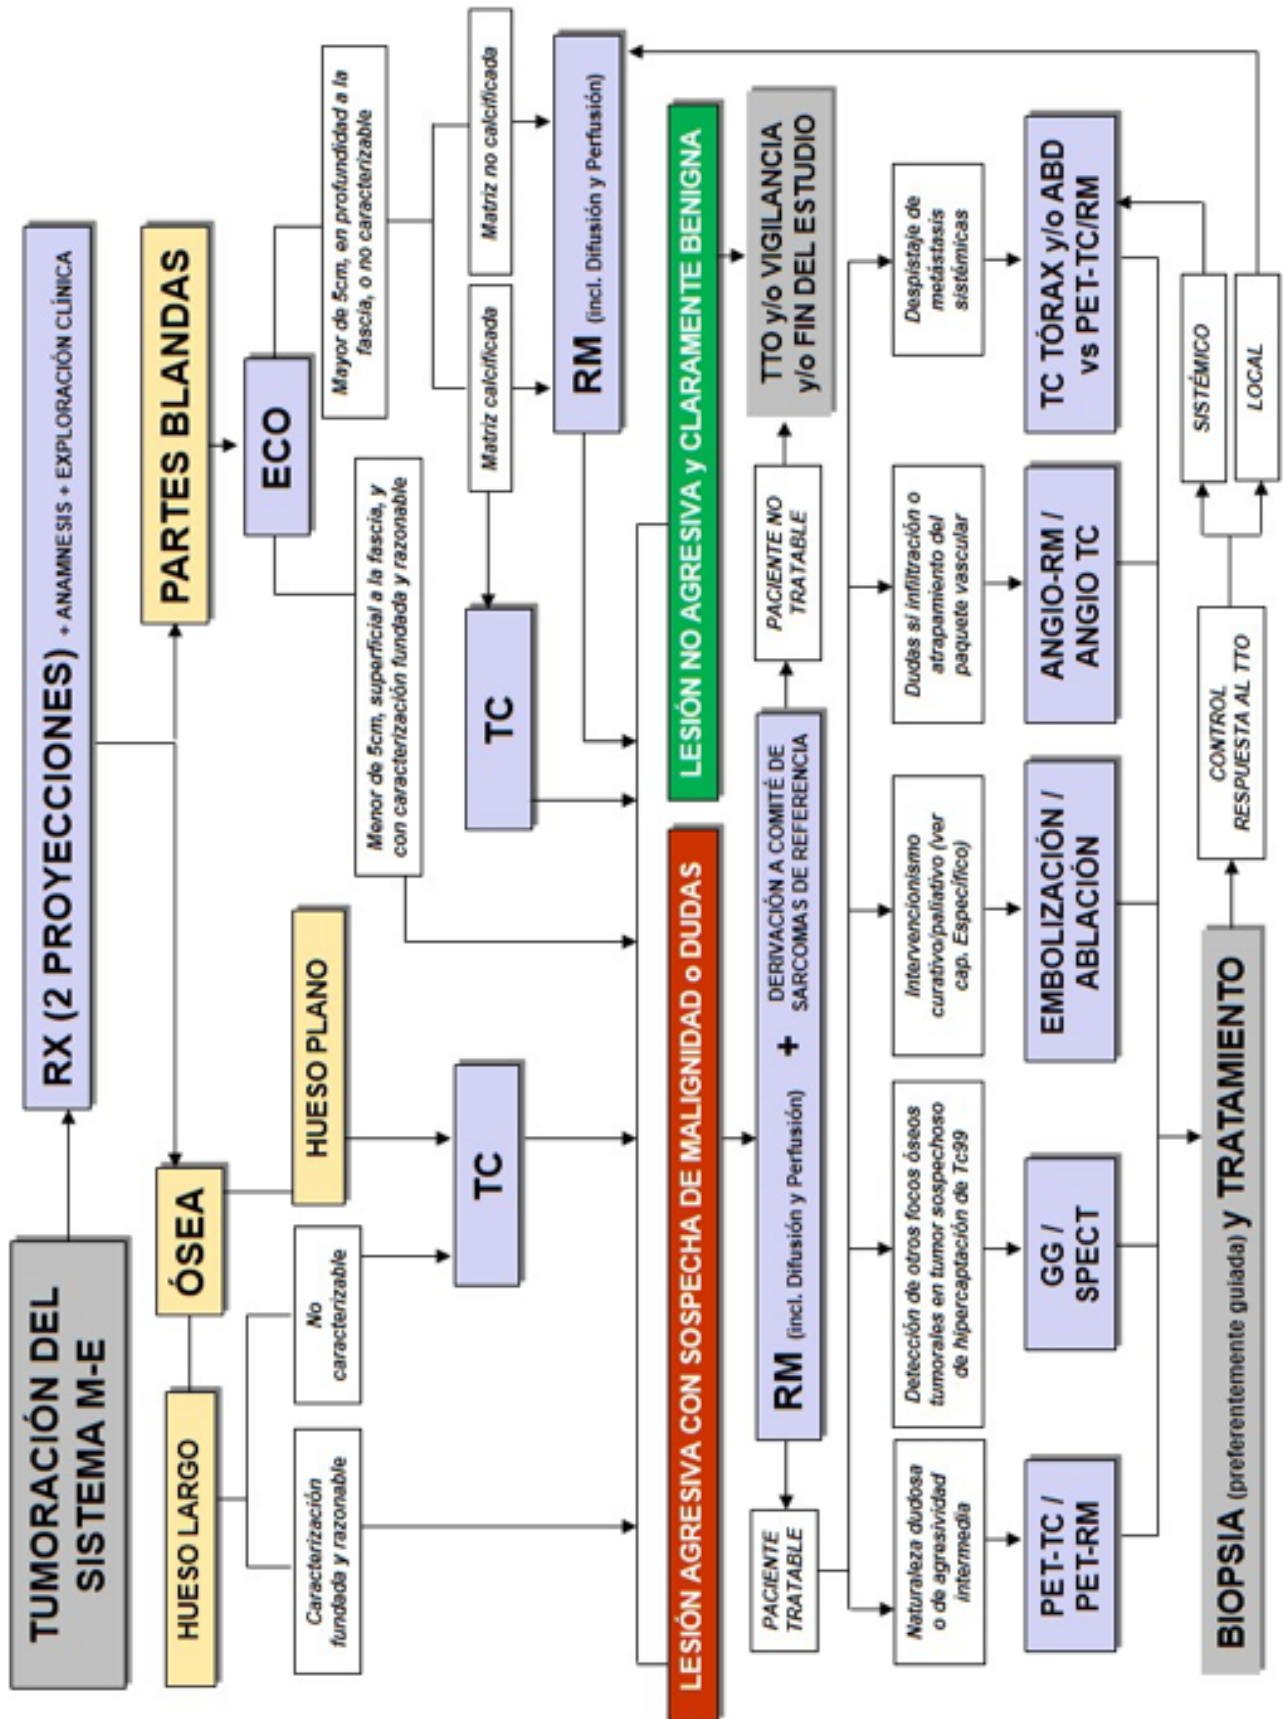 TUMORACIÓN DEL
SISTEMA M-E
RX (2 PROYECCIONES) + ANAMNESIS + EXPLORACIÓN CLÍNICA
HUESO LARGO
ÓSEA
PARTES BLANDAS
HUESO PLANO
ECO
Caracterización
fundada y razonable
No
caracterizable
Menor de 5cm, superficial a la fascia, y
con caracterización fundada y razonable
Mayor de 5cm, en profundidad a la
fascia, o no caracterizable
TC
TC
Matriz calcificada
Matriz no calcificada
RM (incl. Difusión y Perfusión)
LESIÓN AGRESIVA CON SOSPECHA DE MALIGNIDAD o DUDAS
LESIÓN NO AGRESIVA y CLARAMENTE BENIGNA
PACIENTE
TRATABLE
RM (incl. Difusión y Perfusión)
+
DERIVACIÓN A COMITÉ DE
SARCOMAS DE REFERENCIA
PACIENTE NO
TRATABLE
TTO y/o VIGILANCIA
y/o FIN DEL ESTUDIO
Naturaleza dudosa
o de agresividad
intermedia
Detección de otros focos óseos
tumorales en tumor sospechoso
de hipercaptación de Tc99
Intervencionismo
curativo/paliativo (ver
cap. Específico)
Dudas si infiltración o
atrapamiento del
paquete vascular
Despistaje de
metástasis
sistémicas
PET-TC /
PET-RM
GG /
SPECT
EMBOLIZACIÓN /
ABLACIÓN
ANGIO-RM /
ANGIO TC
TC TÓRAX y/o ABD
vs PET-TC/RM
BIOPSIA (preferentemente guiada) y TRATAMIENTO
CONTROL
RESPUESTA AL TTO
SISTÉMICO
LOCAL